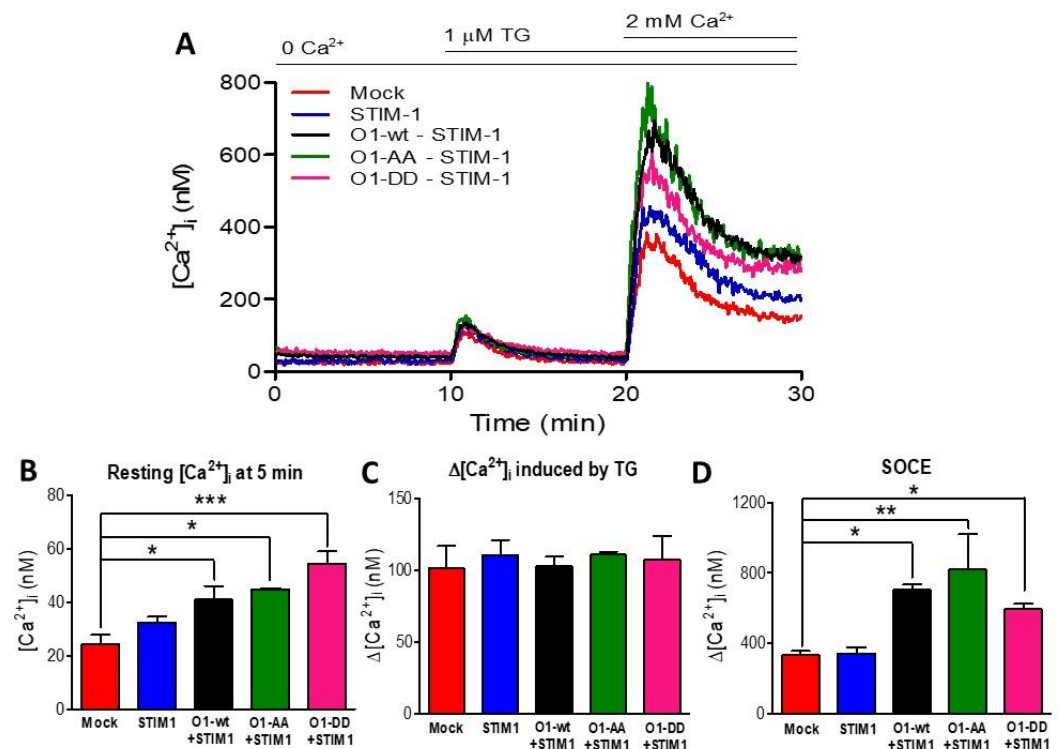 2 mM Ca²⁺
A
1 μM TG
0 Ca²⁺
800
600
400
200
0
[Ca²⁺]ᵢ (nM)
Mock
STIM-1
O1-wt - STIM-1
O1-AA - STIM-1
O1-DD - STIM-1
0 10 20 30
Time (min)
B Resting [Ca²⁺]ᵢ at 5 min
80
60
40
20
0
[Ca²⁺]ᵢ (nM)
***
*
*
Mock STIM1 O1-wt O1-AA O1-DD
+STIM1 +STIM1 +STIM1
C Δ[Ca²⁺]ᵢ induced by TG
150
100
50
0
Δ[Ca²⁺]ᵢ (nM)
Mock STIM1 O1-wt O1-AA O1-DD
+STIM1 +STIM1 +STIM1
D SOCE
1200
800
400
0
Δ[Ca²⁺]ᵢ (nM)
*
**
*
Mock STIM1 O1-wt O1-AA O1-DD
+STIM1 +STIM1 +STIM1